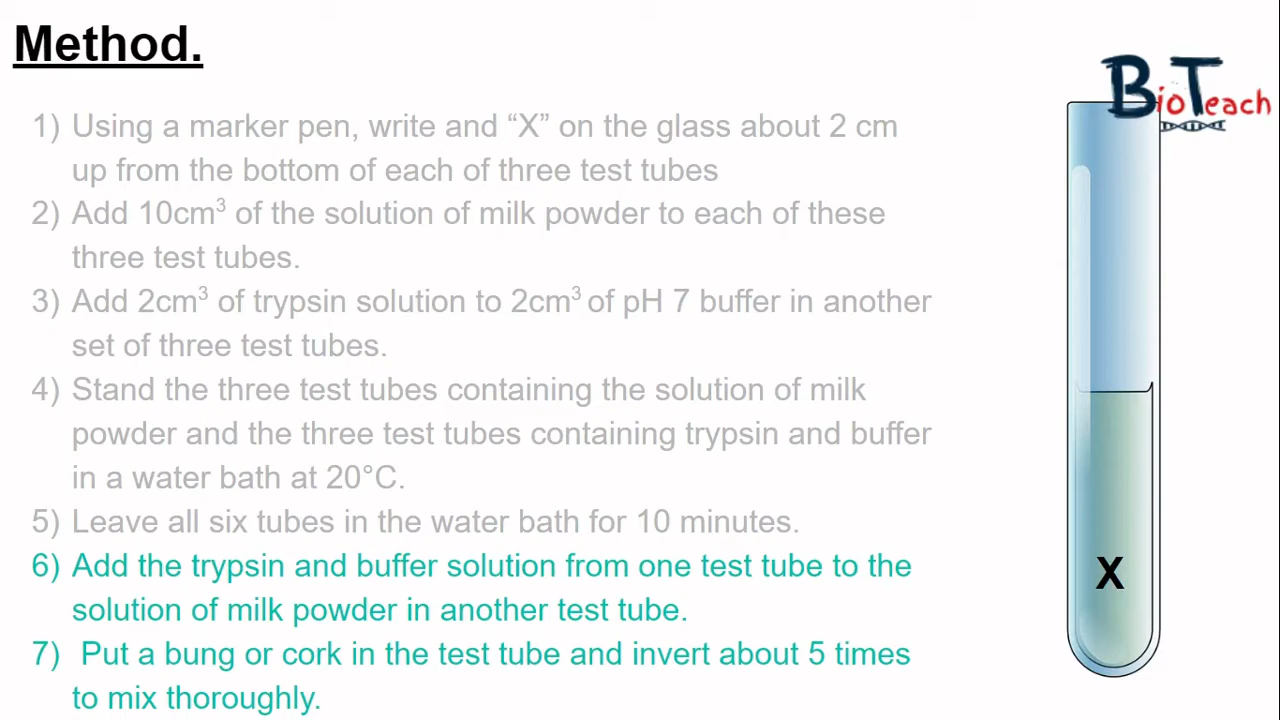 Method.
BioTeach
1) Using a marker pen, write and “X” on the glass about 2 cm
up from the bottom of each of three test tubes
2) Add 10cm³ of the solution of milk powder to each of these
three test tubes.
3) Add 2cm³ of trypsin solution to 2cm³ of pH 7 buffer in another
set of three test tubes.
4) Stand the three test tubes containing the solution of milk
powder and the three test tubes containing trypsin and buffer
in a water bath at 20°C.
5) Leave all six tubes in the water bath for 10 minutes.
6) Add the trypsin and buffer solution from one test tube to the
solution of milk powder in another test tube.
7) Put a bung or cork in the test tube and invert about 5 times
to mix thoroughly.
X